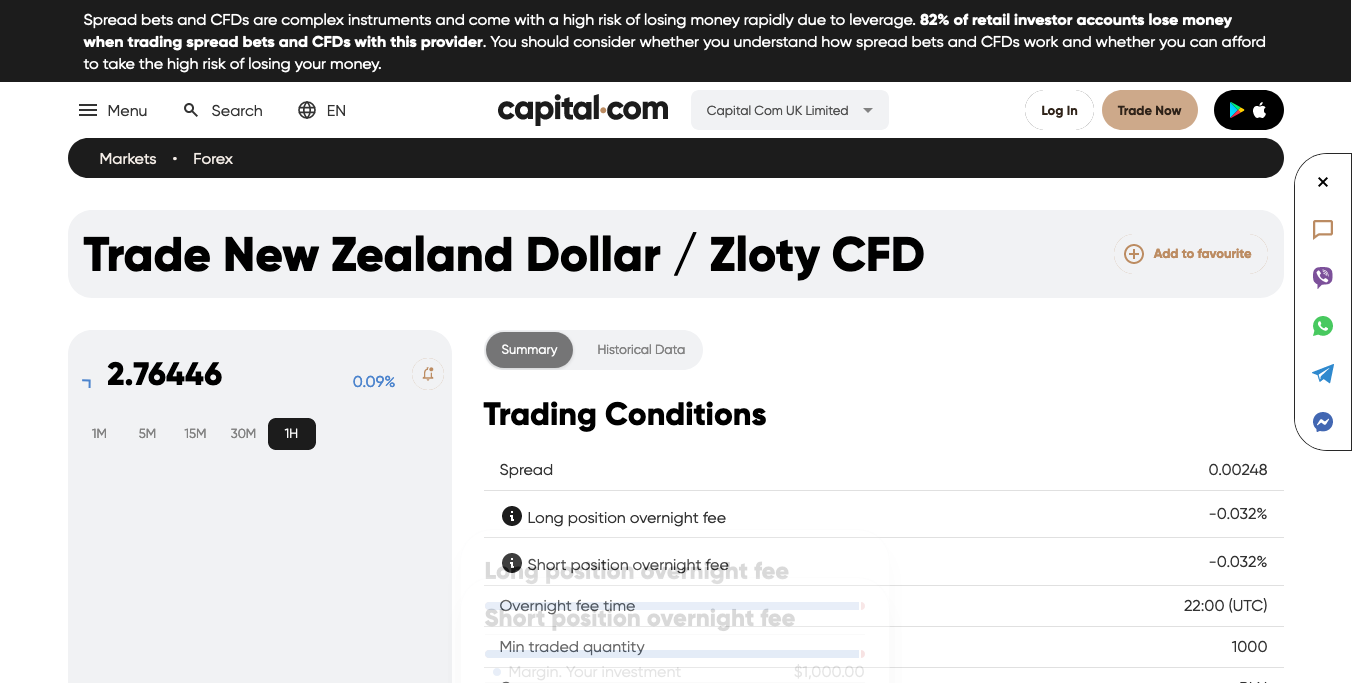 Spread bets and CFDs are complex instruments and come with a high risk of losing money rapidly due to leverage. 82% of retail investor accounts lose money
when trading spread bets and CFDs with this provider. You should consider whether you understand how spread bets and CFDs work and whether you can afford
to take the high risk of losing your money.
Menu Search EN capital.com Capital Com UK Limited Log In Trade Now
Markets • Forex
Trade New Zealand Dollar / Zloty CFD Add to favourite
2.76446 0.09%
1M 5M 15M 30M 1H
Summary Historical Data
Trading Conditions
Spread 0.00248
Long position overnight fee -0.032%
Short position overnight fee -0.032%
Long position overnight fee
Overnight fee time 22:00 (UTC)
Short position overnight fee
Min traded quantity 1000
Margin. Your investment $1,000.00